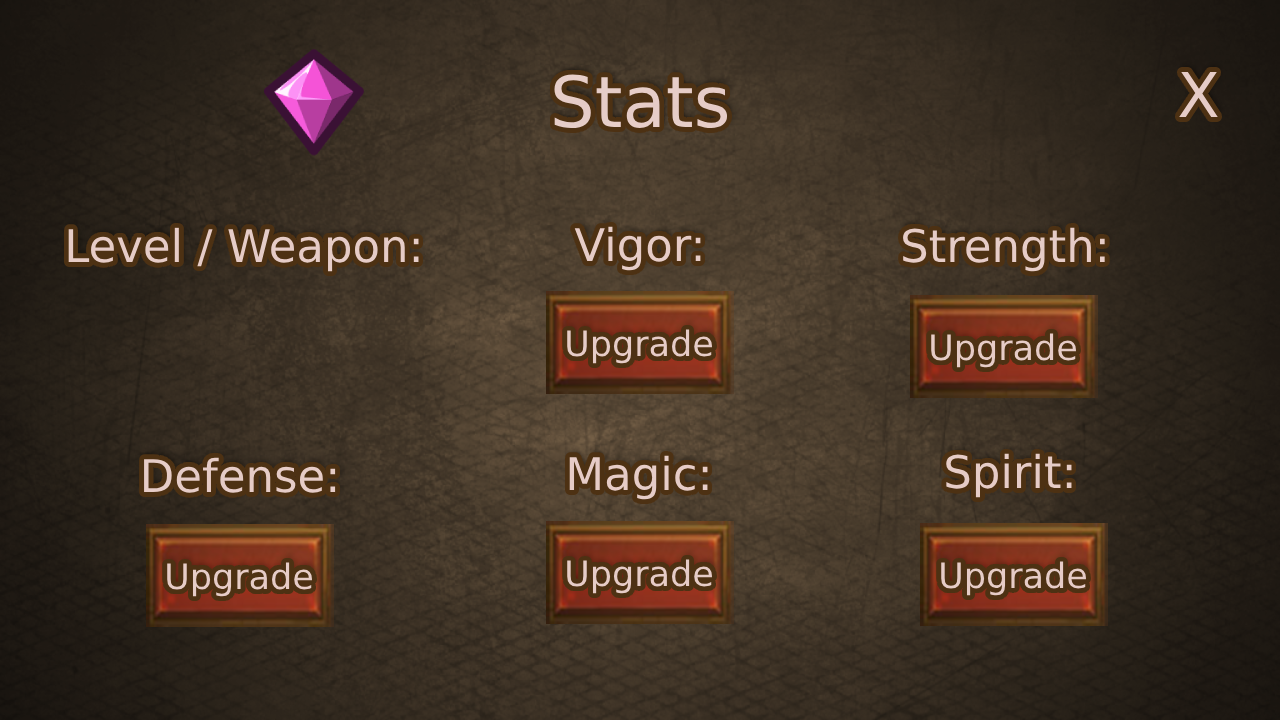 Stats
X
Level / Weapon:
Vigor:
Strength:
Upgrade
Upgrade
Defense:
Magic:
Spirit:
Upgrade
Upgrade
Upgrade